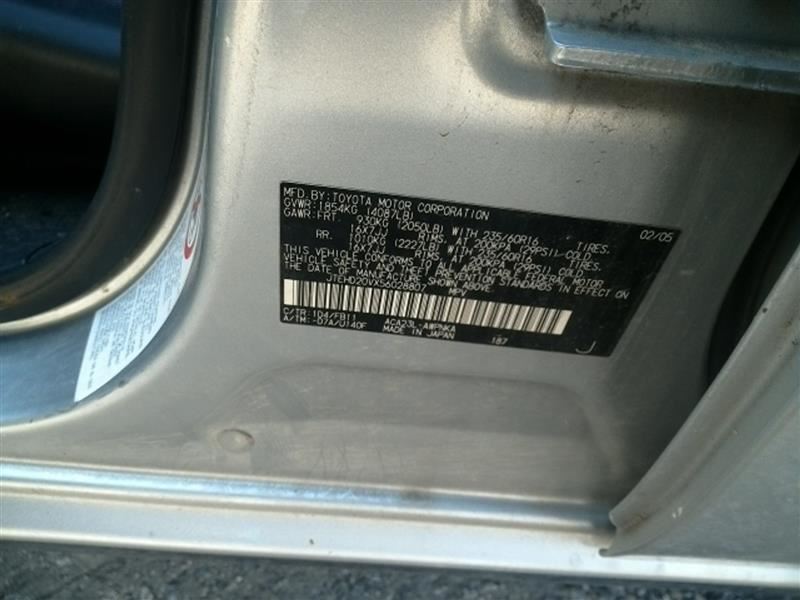 MFD.BY:TOYOTA MOTOR CORPORATION 02/05
GVWR:1854KG (4087LB)
GAWR:FRT- 930KG (2050LB) WITH 235/60R16 TIRES.
16X7JJ RIMS AT 200KPA (29PSI) COLD
RR. 1010KG (2227LB) WITH 235/60R16 TIRES.
16X7JJ RIMS AT 200KPA (29PSI) COLD
THIS VEHICLE CONFORMS TO ALL APPLICABLE FEDERAL MOTOR
VEHICLE SAFETY AND THEFT PREVENTION STANDARDS IN EFFECT ON
THE DATE OF MANUFACTURE SHOWN ABOVE.
JTEHD20VX56028807 MPV
C/TR:1D4/FB11 ACA23L-AWPNKA
A/TM:-07A/U140F MADE IN JAPAN 187 J